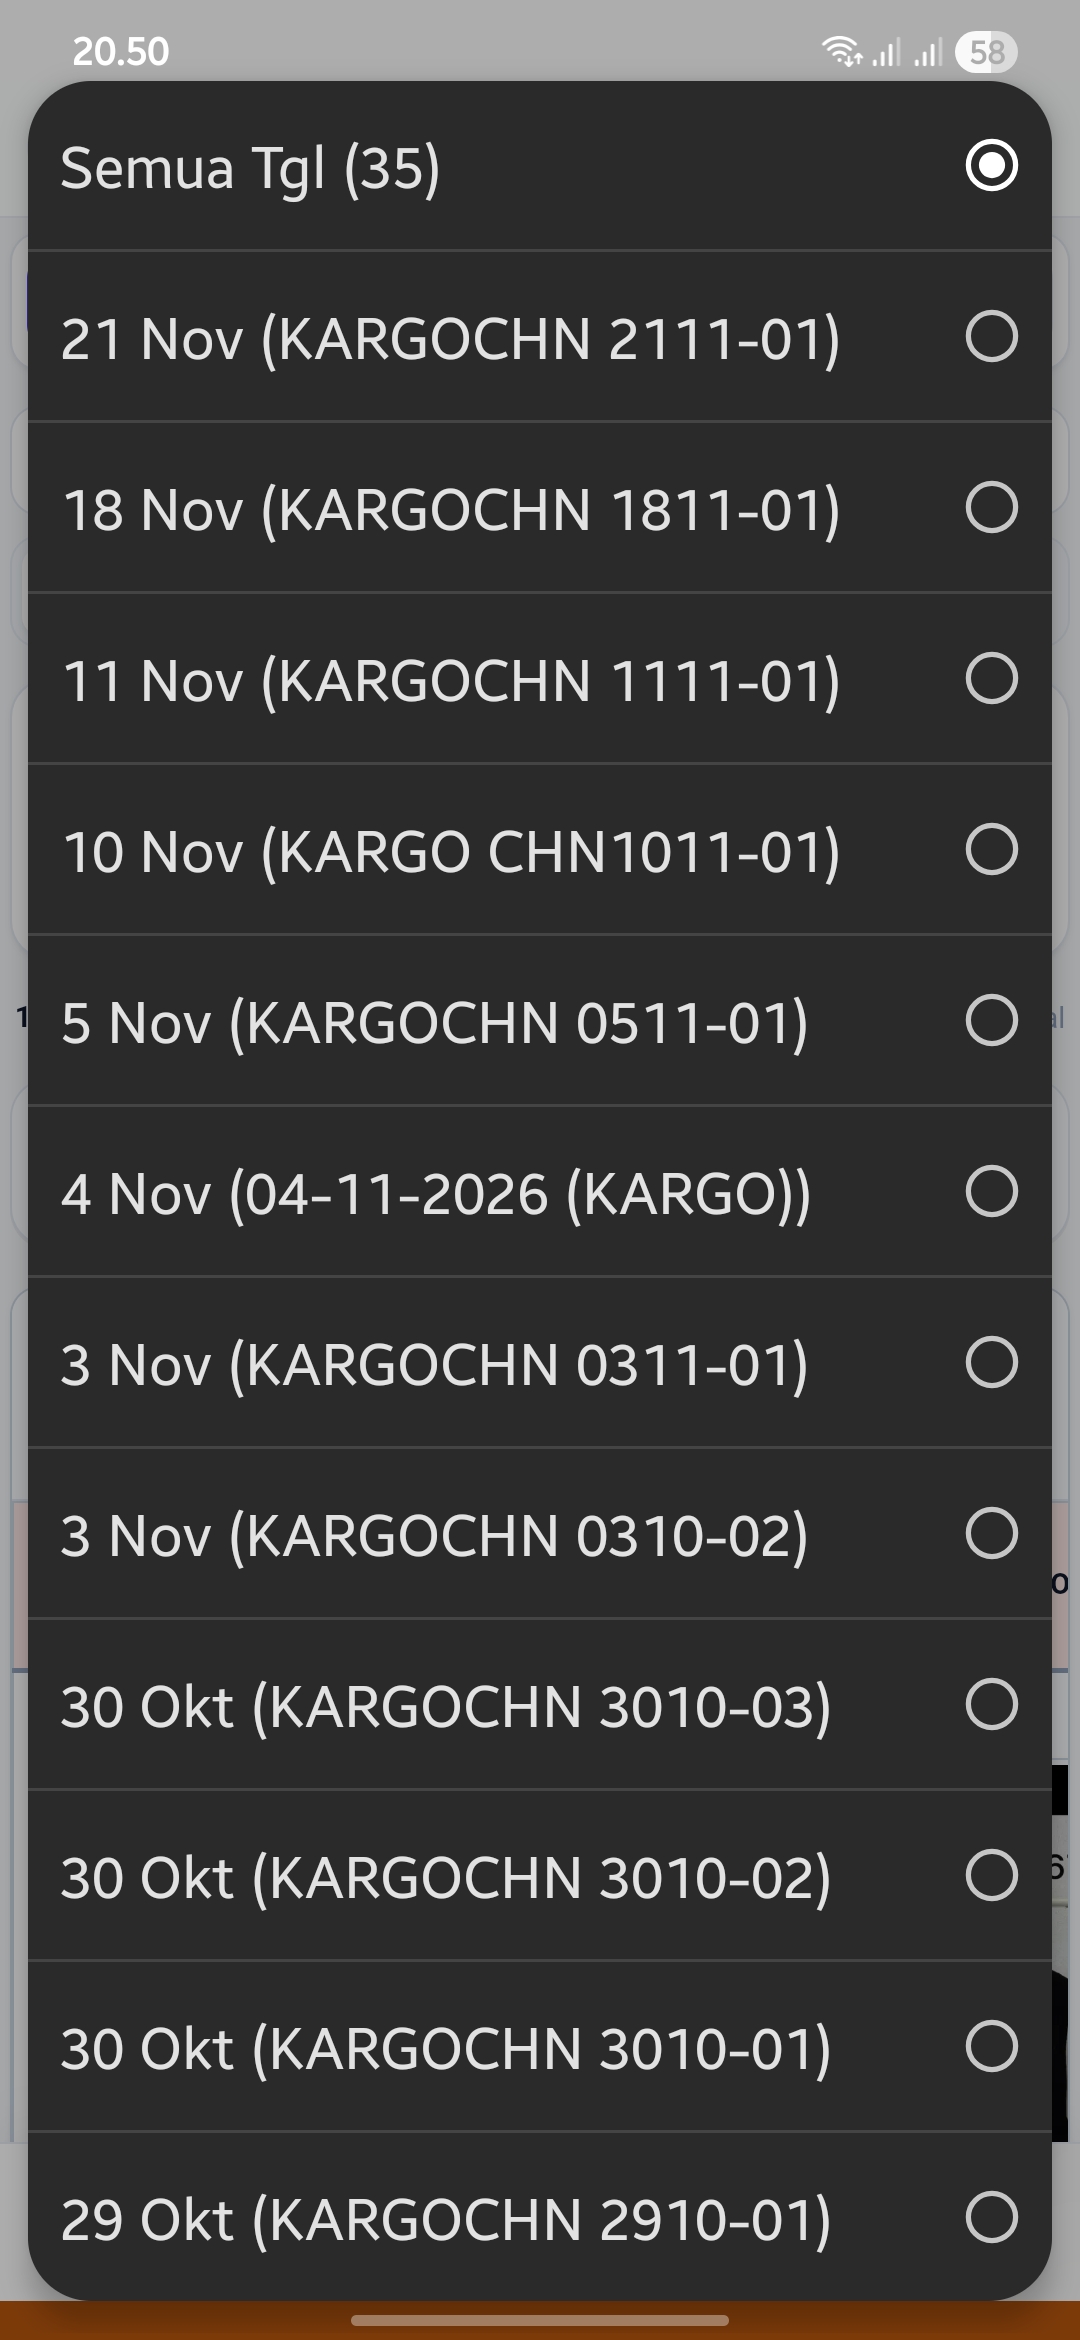 20.50
58
Semua Tgl (35)
21 Nov (KARGOCHN 2111-01)
18 Nov (KARGOCHN 1811-01)
11 Nov (KARGOCHN 1111-01)
10 Nov (KARGO CHN1011-01)
5 Nov (KARGOCHN 0511-01)
4 Nov (04-11-2026 (KARGO))
3 Nov (KARGOCHN 0311-01)
3 Nov (KARGOCHN 0310-02)
30 Okt (KARGOCHN 3010-03)
30 Okt (KARGOCHN 3010-02)
30 Okt (KARGOCHN 3010-01)
29 Okt (KARGOCHN 2910-01)